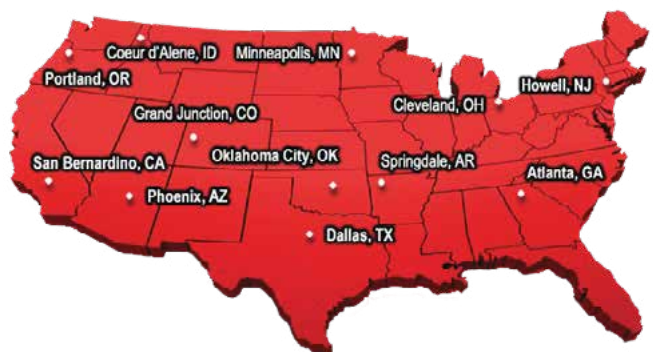 Coeur d'Alene, ID
Minneapolis, MN
Portland, OR
Howell, NJ
Cleveland, OH
Grand Junction, CO
Oklahoma City, OK
San Bernardino, CA
Springdale, AR
Atlanta, GA
Phoenix, AZ
Dallas, TX